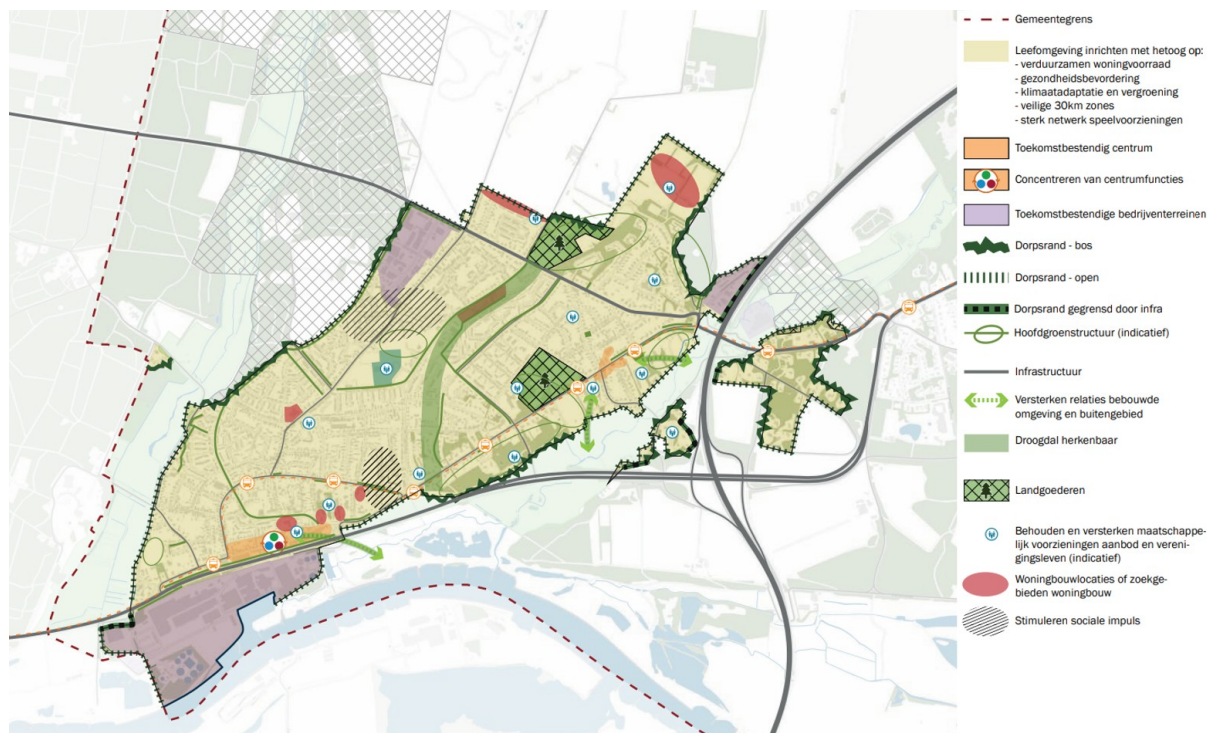 Gemeentegrens
Leefomgeving inrichten met hetoog op:
- verduurzamen woningvoorraad
- gezondheidsbevordering
- klimaatadaptatie en vergroening
- veilige 30km zones
- sterk netwerk speelvoorzieningen
Toekomstbestendig centrum
Concentreren van centrumfuncties
Toekomstbestendige bedrijventerreinen
Dorpsrand - bos
Dorpsrand - open
Dorpsrand gegrensd door infra
Hoofdgroenstructuur (indicatief)
Infrastructuur
Versterken relaties bebouwde
omgeving en buitengebied
Droogdal herkenbaar
Landgoederen
Behouden en versterken maatschappe-
lijk voorzieningen aanbod en vereni-
gingsleven (indicatief)
Woningbouwlocaties of zoekge-
bieden woningbouw
Stimuleren sociale impuls